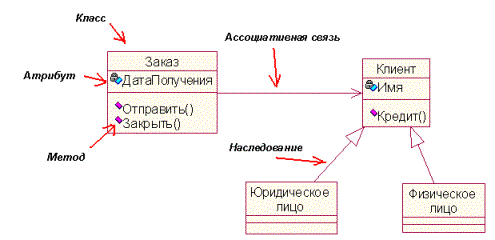 Класс
Заказ
Атрибут
ДатаПолучения
Отправить()
Закрыть()
Метод
Ассоциативная связь
Клиент
Имя
Кредит()
Наследование
Юридическое
лицо
Физическое
лицо